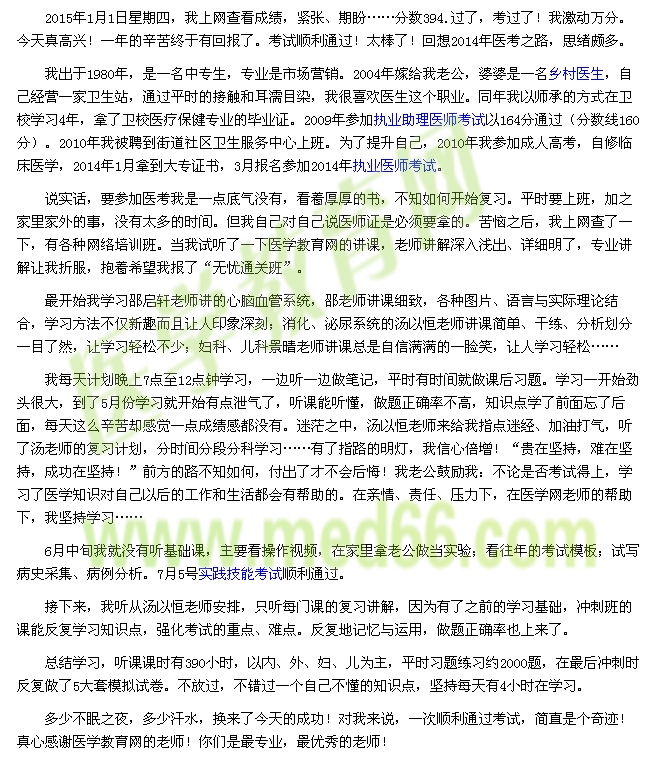 2015年1月1日星期四，我上网查看成绩，紧张、期盼……分数394.过了，考过了！我激动万分。
今天真高兴！一年的辛苦终于有回报了。考试顺利通过！太棒了！回想2014年医考之路，思绪颇多。
我出于1980年，是一名中专生，专业是市场营销。2004年嫁给我老公，婆婆是一名乡村医生，自
己经营一家卫生站，通过平时的接触和耳濡目染，我很喜欢医生这个职业。同年我以师承的方式在卫
校学习4年，拿了卫校医疗保健专业的毕业证。2009年参加执业助理医师考试以164分通过（分数线160
分）。2010年我被聘到街道社区卫生服务中心上班。为了提升自己，2010年我参加成人高考，自修临
床医学，2014年1月拿到大专证书，3月报名参加2014年执业医师考试。
说实话，要参加医考我是一点底气没有，看着厚厚的书，不知如何开始复习。平时要上班，加之
家里家外的事，没有太多的时间。但我自己对自己说医师证是必须要拿的。苦恼之后，我上网查了一
下，有各种网络培训班。当我试听了一下医学教育网的讲课，老师讲解深入浅出、详细明了，专业讲
解让我折服，抱着希望我报了“无忧通关班”。
最开始我学习邵启轩老师讲的心脑血管系统，邵老师讲课细致，各种图片、语言与实际理论结
合，学习方法不仅新趣而且让人印象深刻；消化、泌尿系统的汤以恒老师讲课简单、干练、分析划分
一目了然，让学习轻松不少；妇科、儿科景晴老师讲课总是自信满满的一脸笑，让人学习轻松……
我每天计划晚上7点至12点钟学习，一边听一边做笔记，平时有时间就做课后习题。学习一开始劲
头很大，到了5月份学习就开始有点泄气了，听课能听懂，做题正确率不高，知识点学了前面忘了后
面，每天这么辛苦却感觉一点成绩感都没有。迷茫之中，汤以恒老师来给我指点迷经、加油打气，听
了汤老师的复习计划，分时间分段分科学习……有了指路的明灯，我信心倍增！“贵在坚持，难在坚
持，成功在坚持！”前方的路不知如何，付出了才不会后悔！我老公鼓励我：不论是否考试得上，学
习了医学知识对自己以后的工作和生活都会有帮助的。在亲情、责任、压力下，在医学网老师的帮助
下，我坚持学习……
6月中旬我就没有听基础课，主要看操作视频，在家里拿老公做当实验；看往年的考试模板；试写
病史采集、病例分析。7月5号实践技能考试顺利通过。
接下来，我听从汤以恒老师安排，只听每门课的复习讲解，因为有了之前的学习基础，冲刺班的
课能反复学习知识点，强化考试的重点、难点。反复地记忆与运用，做题正确率也上来了。
总结学习，听课课时有390小时，以内、外、妇、儿为主，平时习题练习约2000题，在最后冲刺时
反复做了5大套模拟试卷。不放过，不错过一个自己不懂的知识点，坚持每天有4小时在学习。
多少不眠之夜，多少汗水，换来了今天的成功！对我来说，一次顺利通过考试，简直是个奇迹！
真心感谢医学教育网的老师！你们是最专业，最优秀的老师！
医学教育网
www.med66.com